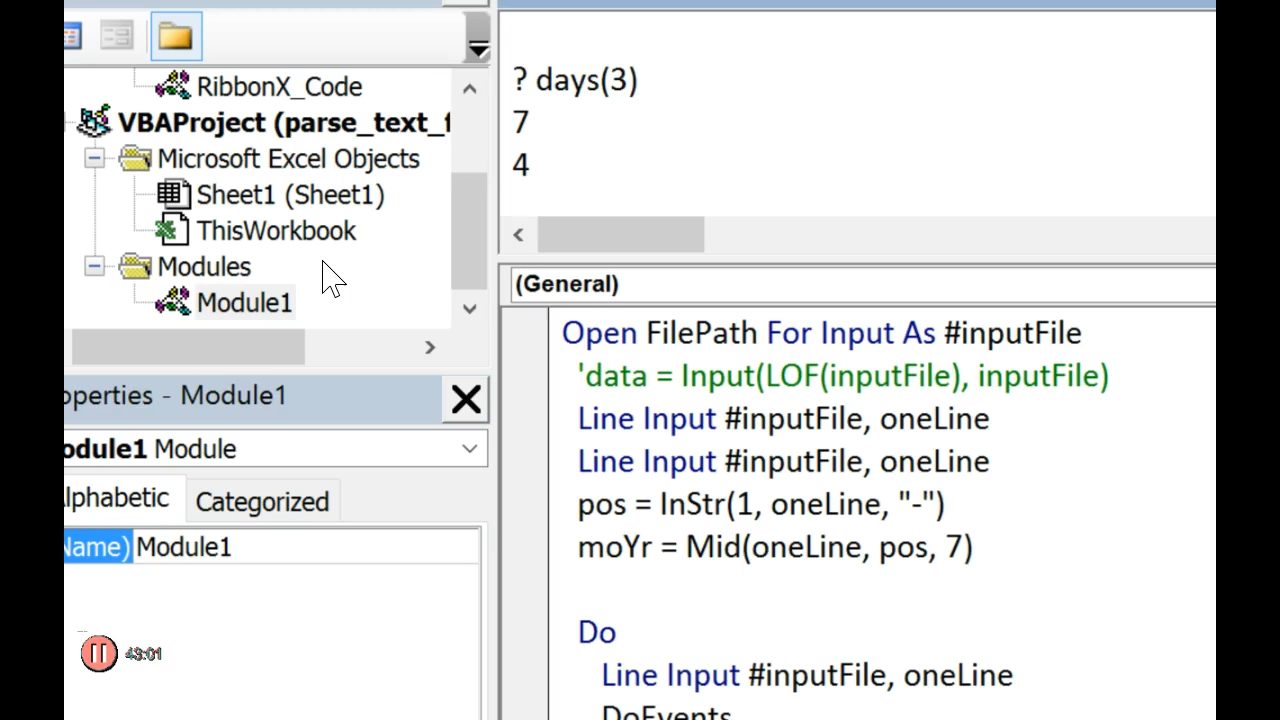 RibbonX_Code
VBAProject (parse_text_f
Microsoft Excel Objects
Sheet1 (Sheet1)
ThisWorkbook
Modules
Module1
operties - Module1
odule1 Module
lphabetic
Categorized
Name) Module1
43:01
? days(3)
7
4
(General)
Open FilePath For Input As #inputFile
'data = Input(LOF(inputFile), inputFile)
Line Input #inputFile, oneLine
Line Input #inputFile, oneLine
pos = InStr(1, oneLine, "-")
moYr = Mid(oneLine, pos, 7)
Do
Line Input #inputFile, oneLine
DoEvents